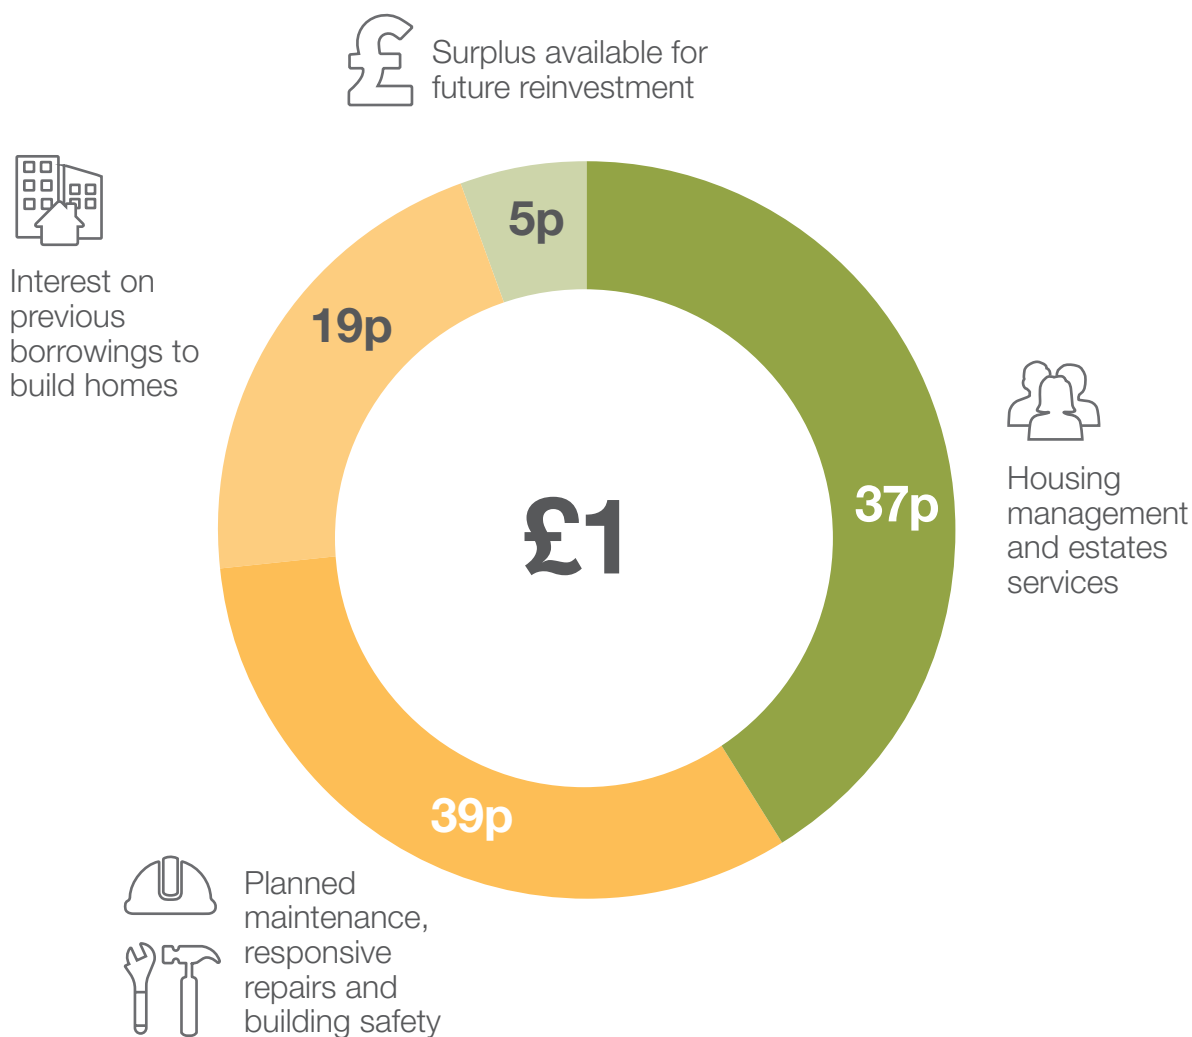 Surplus available for
future reinvestment
5p
Interest on
previous
borrowings to
build homes
19p
£1
37p
Housing
management
and estates
services
39p
Planned
maintenance,
responsive
repairs and
building safety